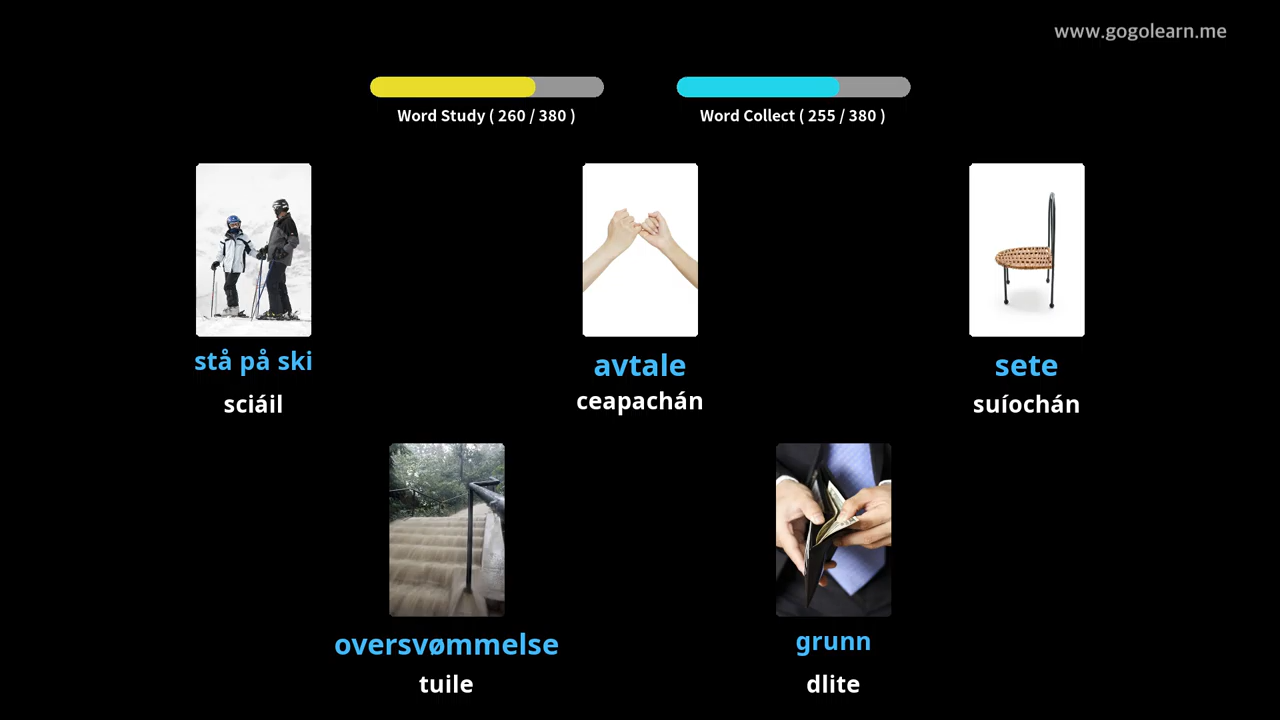 www.gogolearn.me
Word Study ( 260 / 380 )
Word Collect ( 255 / 380 )
stå på ski
sciáil
avtale
ceapachán
sete
suíochán
oversvømmelse
tuile
grunn
dlite